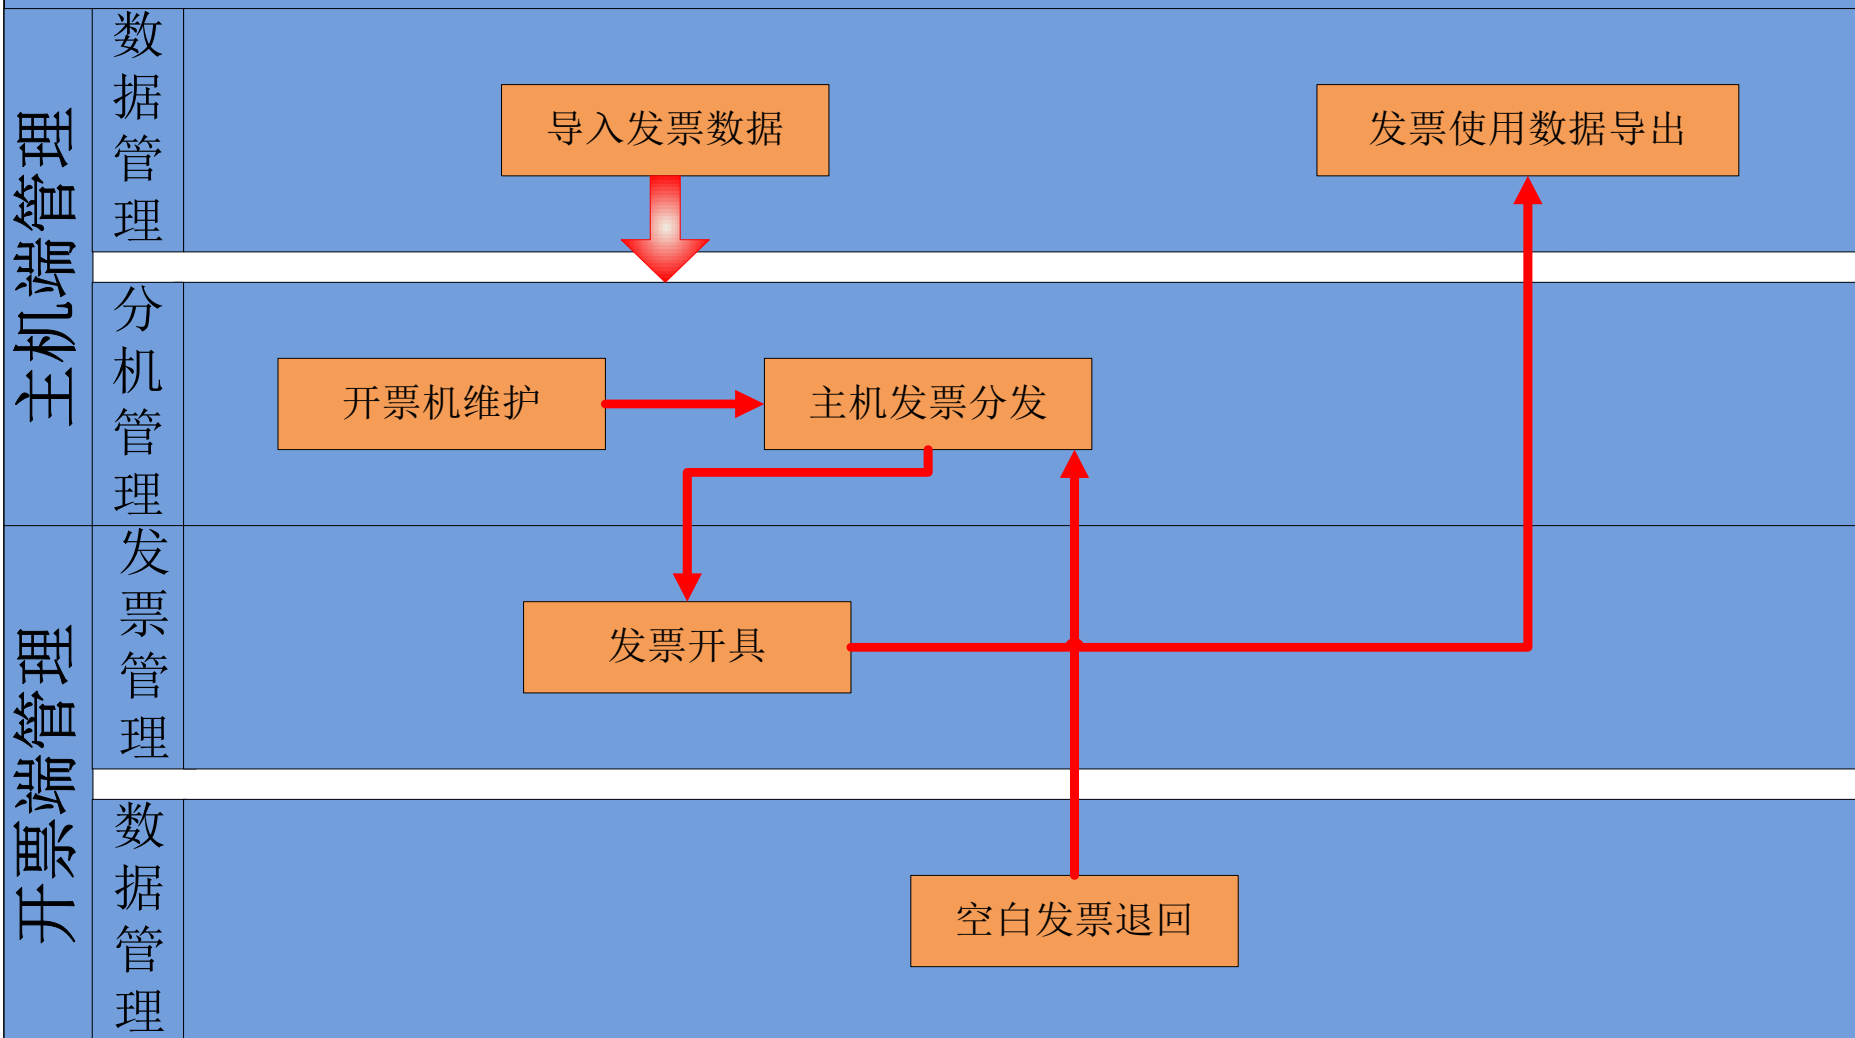 主机端管理
数据管理
导入发票数据
发票使用数据导出
分机管理
开票机维护
主机发票分发
开票端管理
发票管理
发票开具
数据管理
空白发票退回